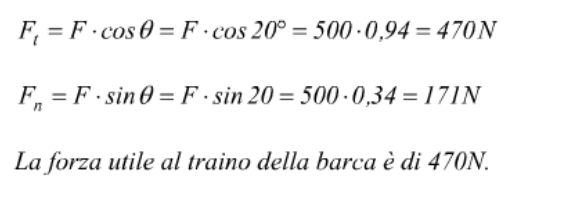 F_t = F · cos θ = F · cos 20° = 500 · 0,94 = 470N
F_n = F · sin θ = F · sin 20 = 500 · 0,34 = 171N
La forza utile al traino della barca è di 470N.